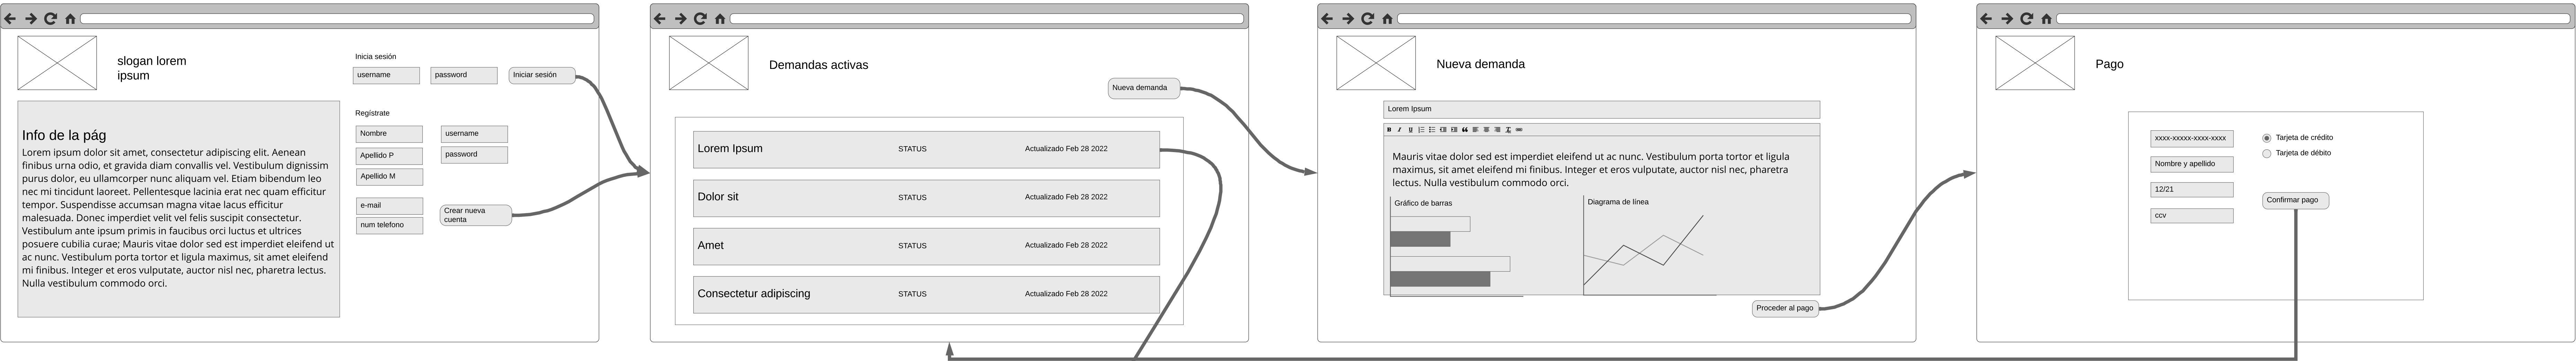 slogan lorem
ipsum
Inicia sesión
username
password
Iniciar sesión
Info de la pág
Lorem ipsum dolor sit amet, consectetur adipiscing elit. Aenean
finibus urna odio, et gravida diam convallis vel. Vestibulum dignissim
purus dolor, eu ullamcorper nunc aliquam vel. Etiam bibendum leo
nec mi tincidunt laoreet. Pellentesque lacinia erat nec quam efficitur
tempor. Suspendisse accumsan magna vitae lacus efficitur
malesuada. Donec imperdiet velit vel felis suscipit consectetur.
Vestibulum ante ipsum primis in faucibus orci luctus et ultrices
posuere cubilia curae; Mauris vitae dolor sed est imperdiet eleifend ut
ac nunc. Vestibulum porta tortor et ligula maximus, sit amet eleifend
mi finibus. Integer et eros vulputate, auctor nisl nec, pharetra lectus.
Nulla vestibulum commodo orci.
Regístrate
Nombre
username
Apellido P
password
Apellido M
e-mail
num telefono
Crear nueva
cuenta
Demandas activas
Nueva demanda
Lorem Ipsum STATUS Actualizado Feb 28 2022
Dolor sit STATUS Actualizado Feb 28 2022
Amet STATUS Actualizado Feb 28 2022
Consectetur adipiscing STATUS Actualizado Feb 28 2022
Nueva demanda
Lorem Ipsum
Mauris vitae dolor sed est imperdiet eleifend ut ac nunc. Vestibulum porta tortor et ligula
maximus, sit amet eleifend mi finibus. Integer et eros vulputate, auctor nisl nec, pharetra
lectus. Nulla vestibulum commodo orci.
Gráfico de barras
Diagrama de línea
Proceder al pago
Pago
xxxx-xxxxx-xxxx-xxxx
Tarjeta de crédito
Tarjeta de débito
Nombre y apellido
12/21
ccv
Confirmar pago